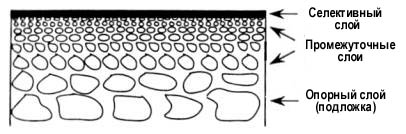 Селективный
слой
Промежуточные
слои
Опорный слой
(подложка)